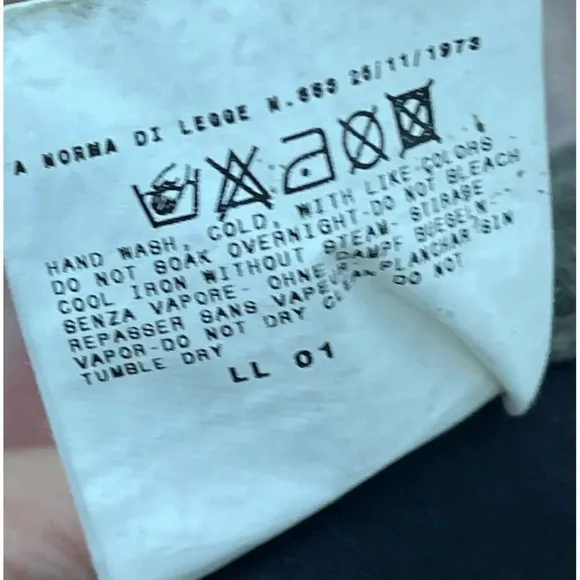 A NORMA DI LEGGE N.883 26/11/1973
HAND WASH, COLD, WITH LIKE COLORS
DO NOT SOAK OVERNIGHT-DO NOT BLEACH
COOL IRON WITHOUT STEAM- STIRARE
SENZA VAPORE- OHNE DAMPF BUEGELN-
REPASSER SANS VAPEUR-PLANCHAR SIN
VAPOR-DO NOT DRY CLEAN DO NOT
TUMBLE DRY
LL 01